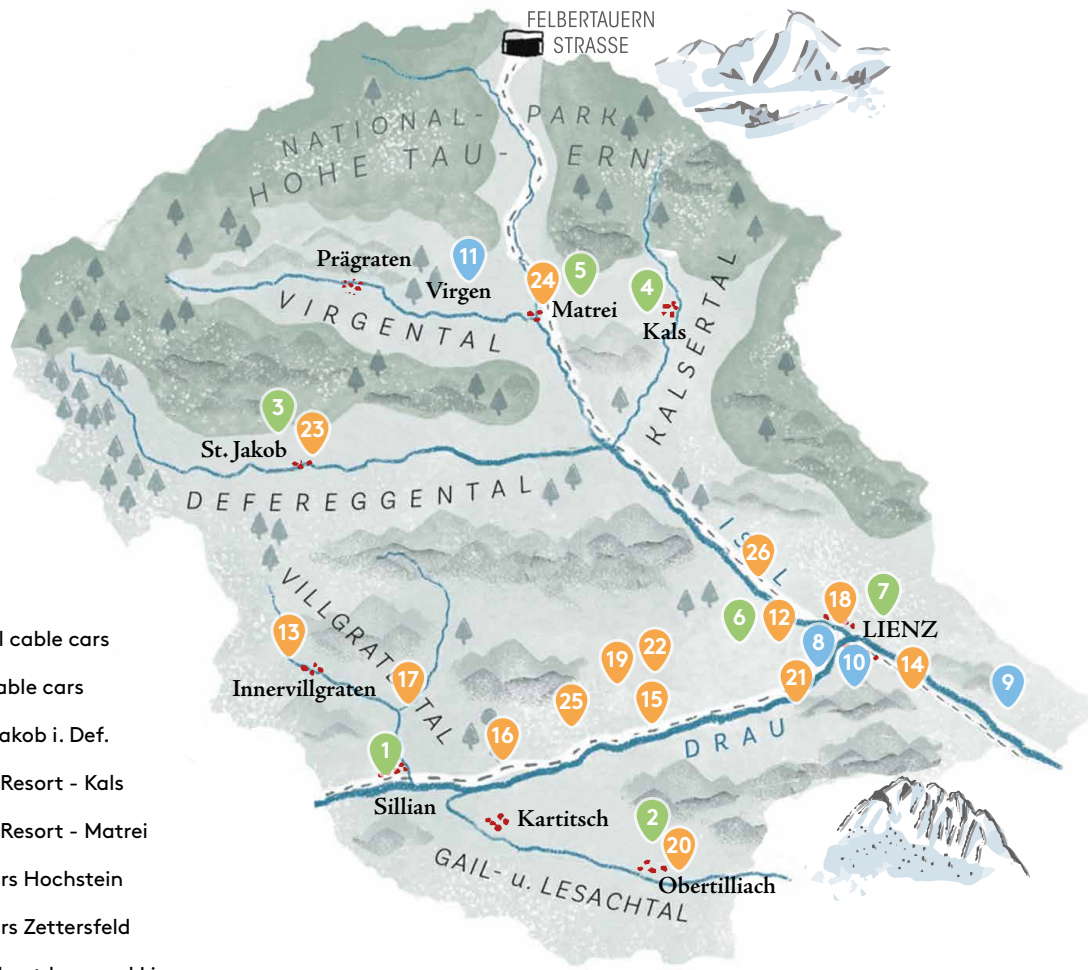 FELBERTAUERN
STRASSE
NATIONAL- PARK
HOHE TAU- ERN
Prägraten
11
Virgen
24
5
Matrei
4
Kals
VIRGENTAL
KALSERTAL
3
23
St. Jakob
DEFEREGGENTAL
ISEL
26
VILLGRATETAL
13
Innervillgraten
17
6
12
18
7
LIENZ
8
10
14
9
19
22
21
25
15
16
1
DRAU
Sillian
Kartitsch
2
20
Obertilliach
GAIL- u. LESACHTAL
cable cars
able cars
akob i. Def.
Resort - Kals
Resort - Matrei
rs Hochstein
rs Zettersfeld